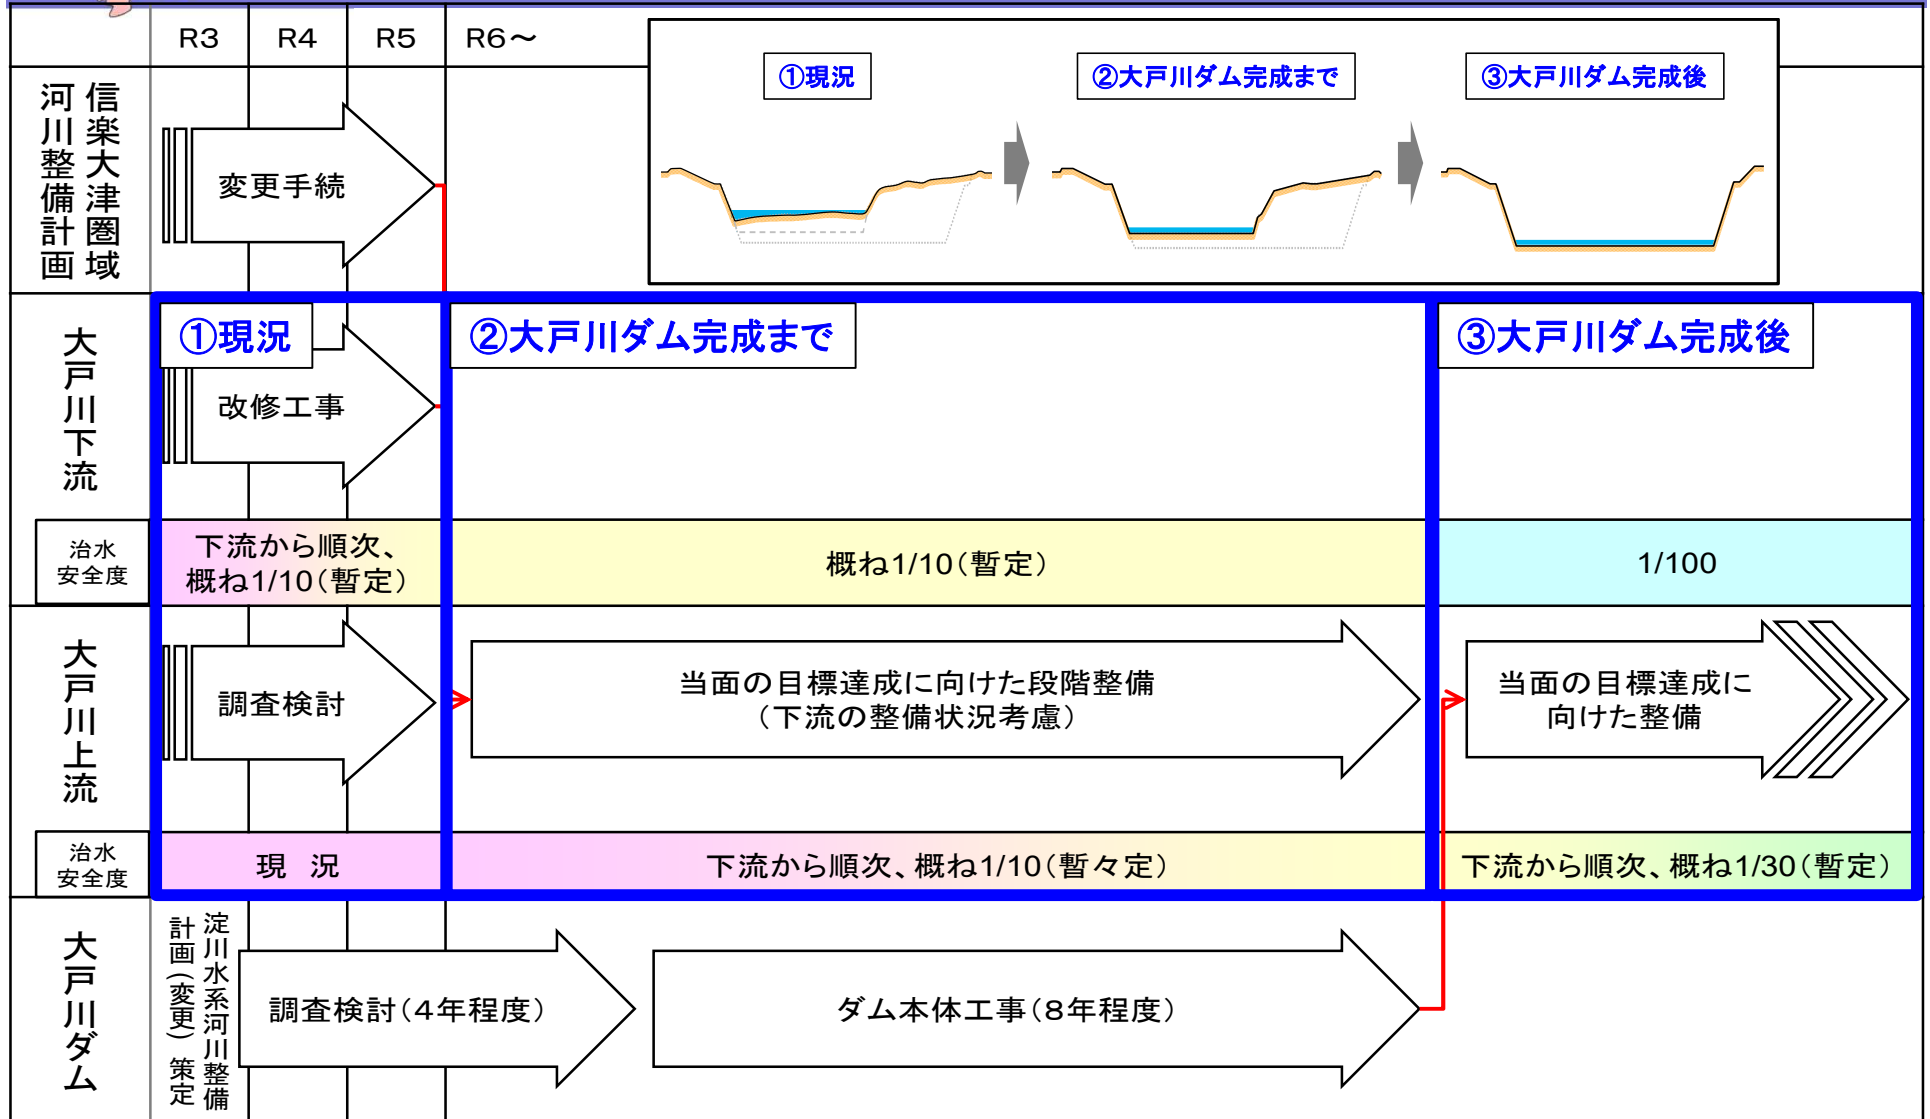 R3
R4
R5
R6～
①現況
②大戸川ダム完成まで
③大戸川ダム完成後
信楽大津圏域
河川整備計画
変更手続
大戸川下流
①現況
②大戸川ダム完成まで
③大戸川ダム完成後
改修工事
治水
安全度
下流から順次、
概ね1/10(暫定)
概ね1/10(暫定)
1/100
大戸川上流
調査検討
当面の目標達成に向けた段階整備
(下流の整備状況考慮)
当面の目標達成に
向けた整備
治水
安全度
現 況
下流から順次、概ね1/10(暫々定)
下流から順次、概ね1/30(暫定)
大戸川ダム
淀川水系河川整備
計画(変更) 策定
調査検討(4年程度)
ダム本体工事(8年程度)